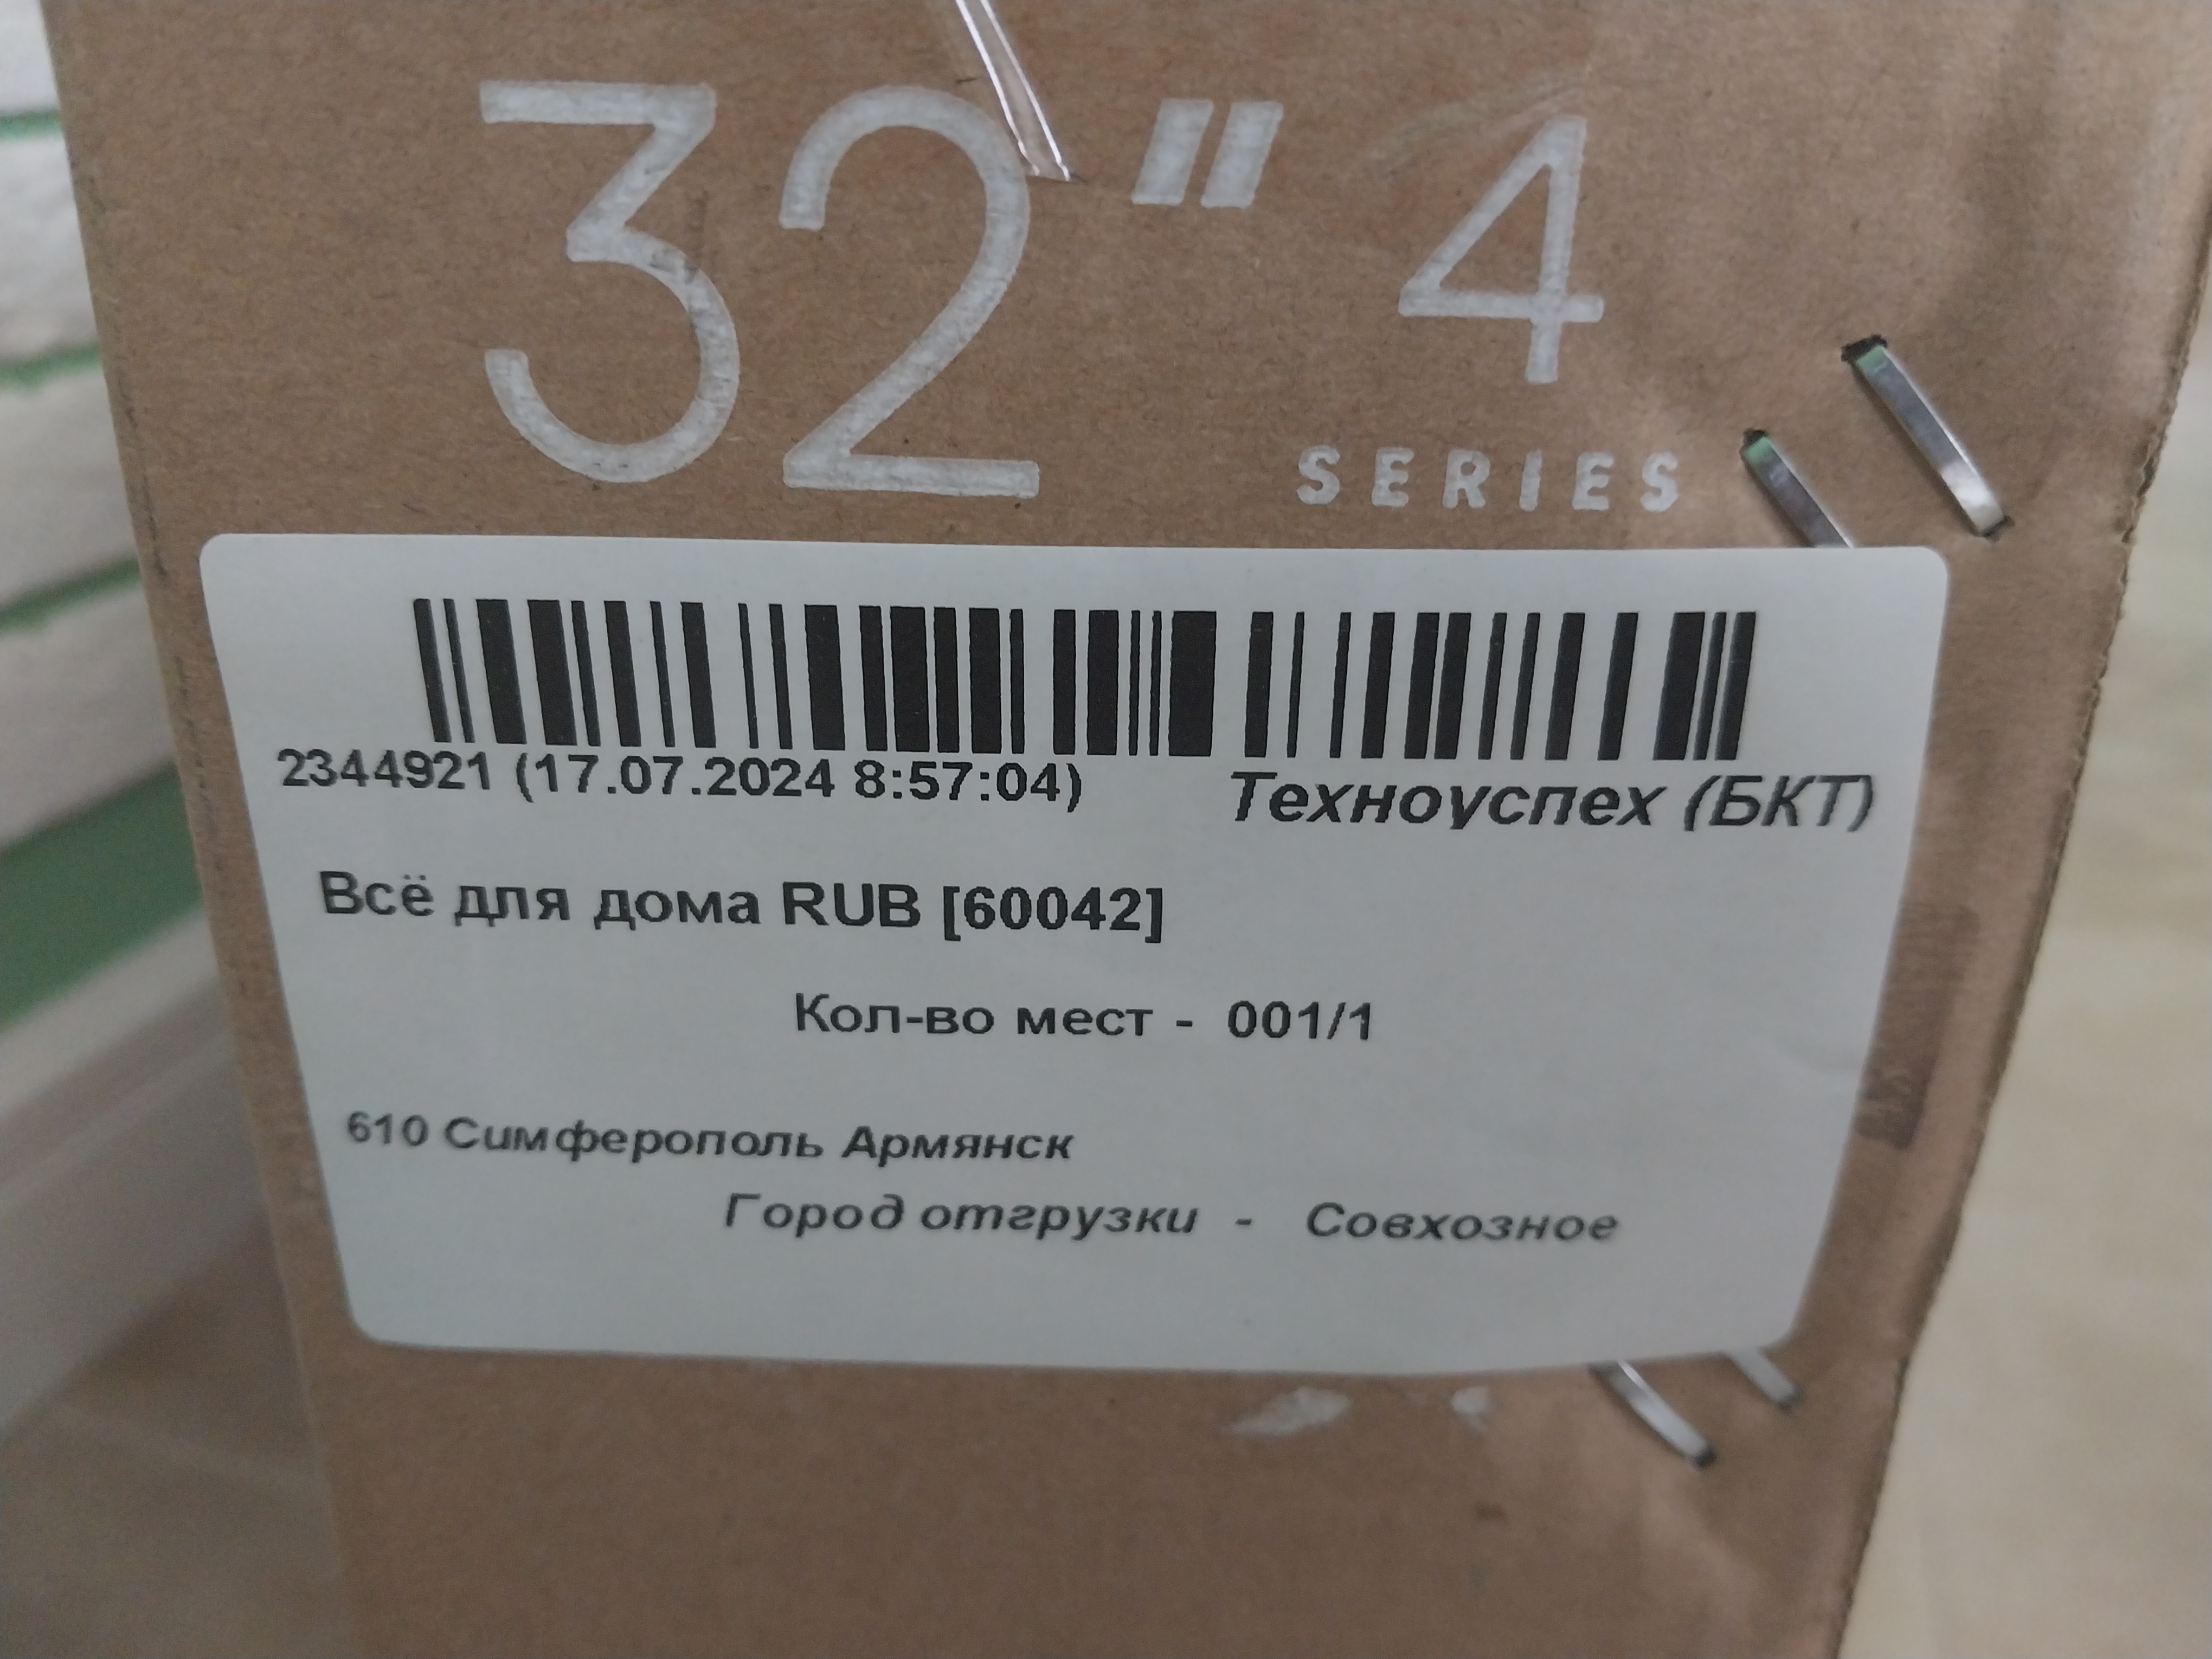 32" 4
SERIES
2344921 (17.07.2024 8:57:04)
Техноуспех (БКТ)
Всё для дома RUB [60042]
Кол-во мест - 001/1
610 Симферополь Армянск
Город отгрузки - Совхозное